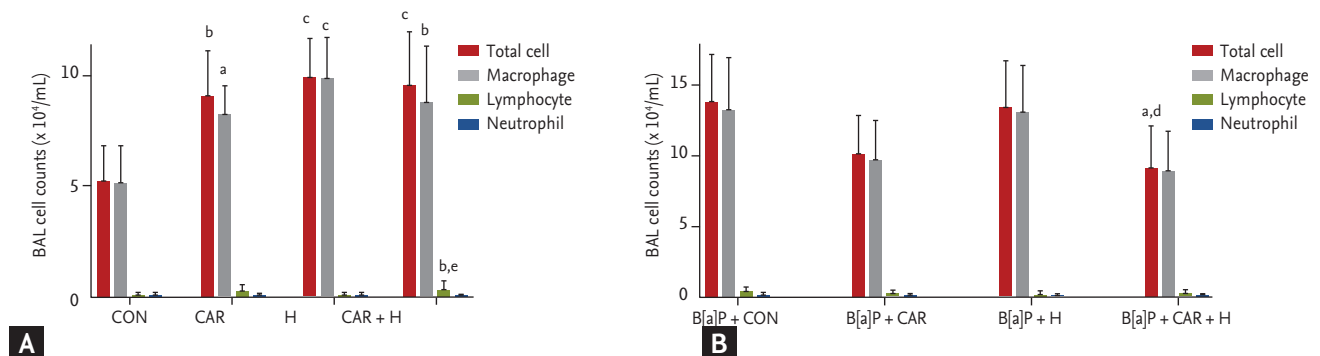 BAL cell counts (x 10⁴/mL)
10
5
0
b
a
c
c
c
b
b,e
Total cell
Macrophage
Lymphocyte
Neutrophil
CON
CAR
H
CAR + H
A
BAL cell counts (x 10⁴/mL)
15
10
5
0
a,d
Total cell
Macrophage
Lymphocyte
Neutrophil
B[a]P + CON
B[a]P + CAR
B[a]P + H
B[a]P + CAR + H
B